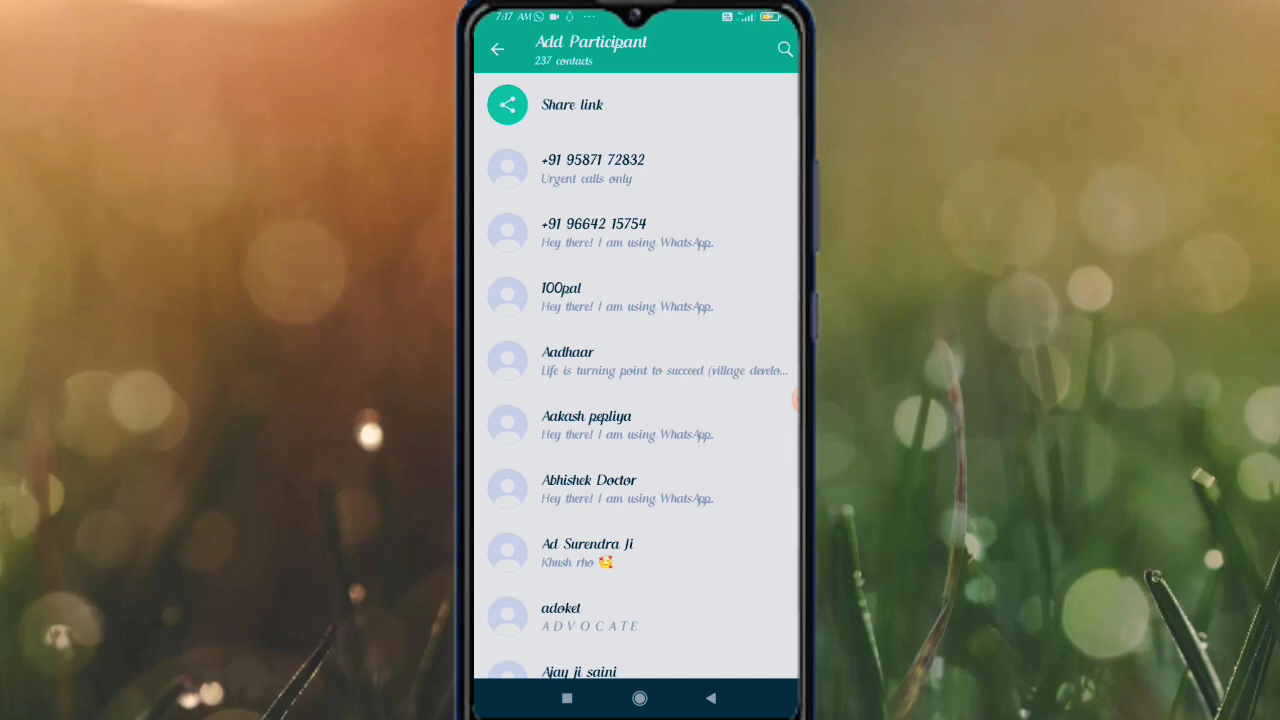 7:17 AM
Add Participant
237 contacts
Share link
+91 95871 72832
Urgent calls only
+91 96642 15754
Hey there! I am using WhatsApp.
100pal
Hey there! I am using WhatsApp.
Aadhaar
Life is turning point to succeed (village develo...
Aakash pepliya
Hey there! I am using WhatsApp.
Abhishek Doctor
Hey there! I am using WhatsApp.
Ad Surendra Ji
Khush rho 🥰
adoket
A D V O C A T E
Ajay ji saini